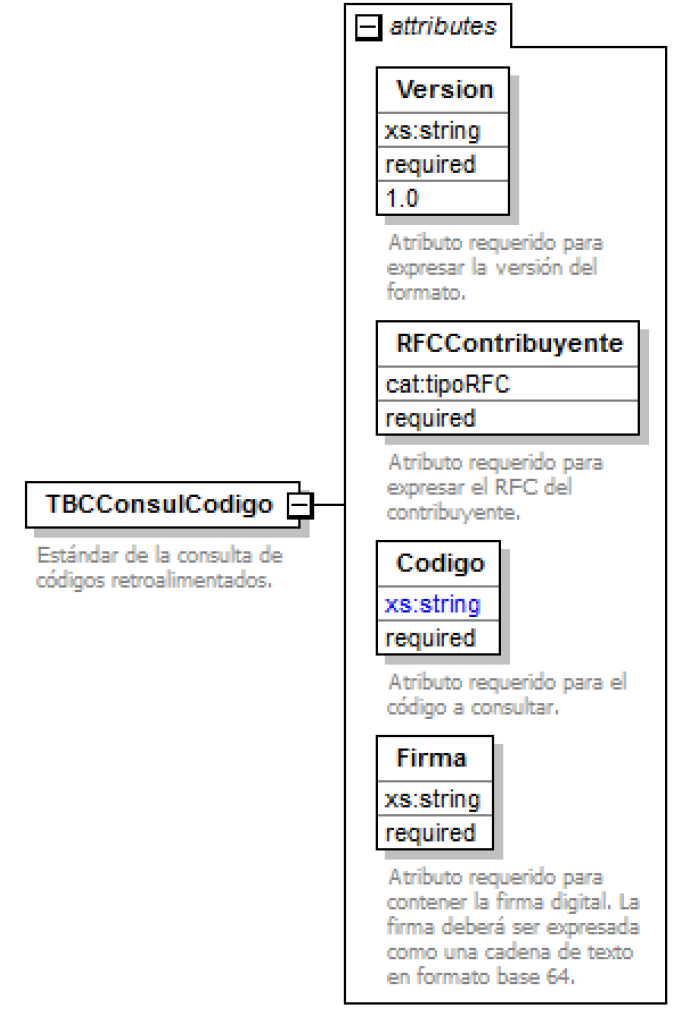 attributes
Version
xs:string
required
1.0
Atributo requerido para
expresar la versión del
formato.
RFCContribuyente
cat:tipoRFC
required
Atributo requerido para
expresar el RFC del
contribuyente.
TBCConsulCodigo
Estándar de la consulta de
códigos retroalimentados.
Codigo
xs:string
required
Atributo requerido para el
código a consultar.
Firma
xs:string
required
Atributo requerido para
contener la firma digital. La
firma deberá ser expresada
como una cadena de texto
en formato base 64.